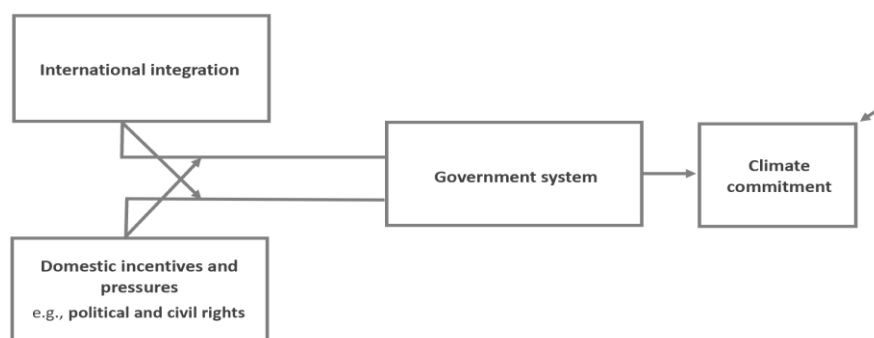 International integration
Government system
Climate
commitment
Domestic incentives and
pressures
e.g., political and civil rights